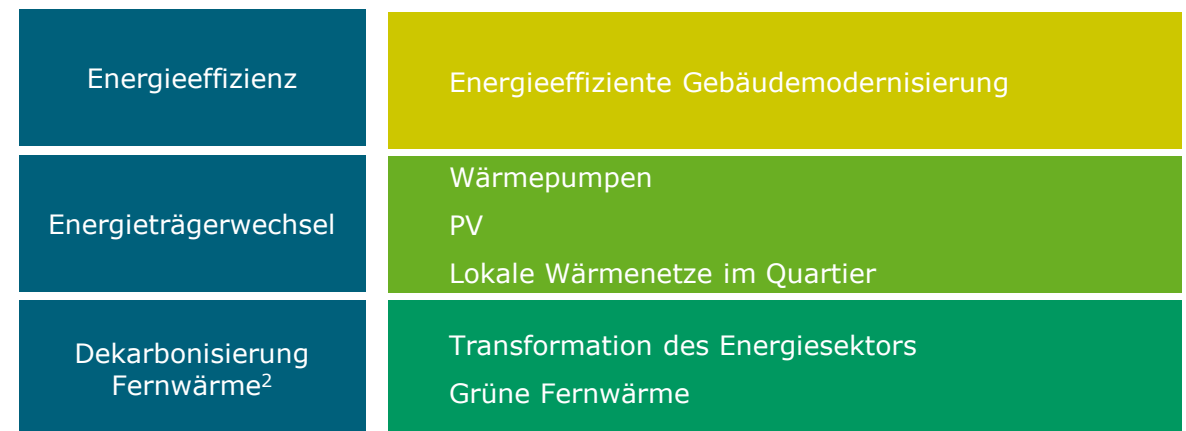 Energieeffizienz
Energieeffiziente Gebäudemodernisierung
Energieträgerwechsel
Wärmepumpen
PV
Lokale Wärmenetze im Quartier
Dekarbonisierung
Fernwärme²
Transformation des Energiesektors
Grüne Fernwärme